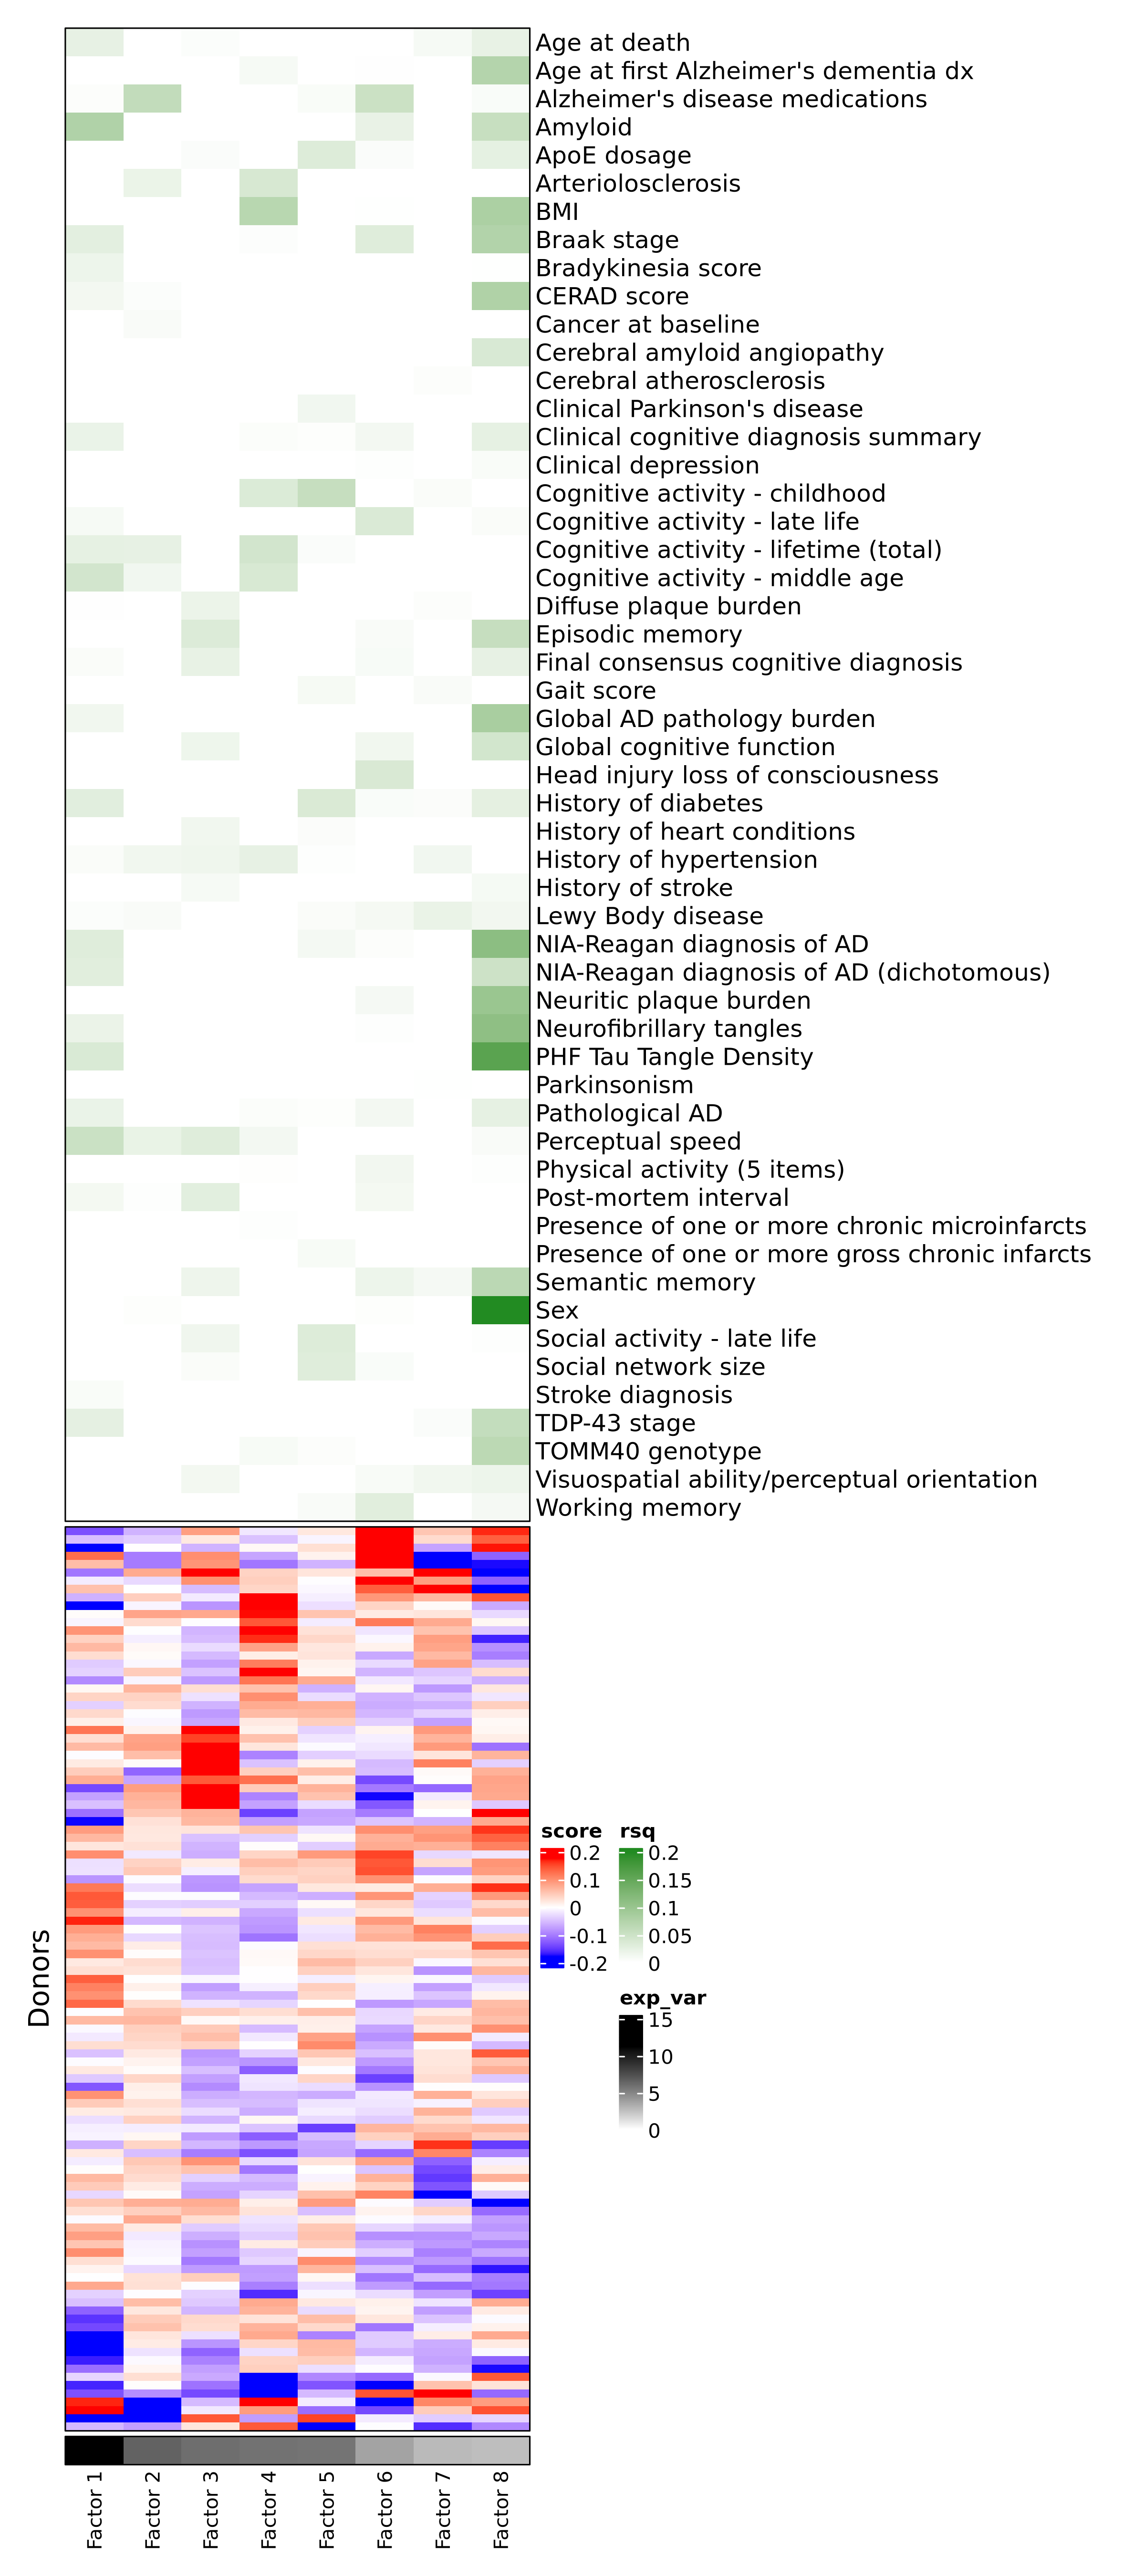 Age at death
Age at first Alzheimer's dementia dx
Alzheimer's disease medications
Amyloid
ApoE dosage
Arteriolosclerosis
BMI
Braak stage
Bradykinesia score
CERAD score
Cancer at baseline
Cerebral amyloid angiopathy
Cerebral atherosclerosis
Clinical Parkinson's disease
Clinical cognitive diagnosis summary
Clinical depression
Cognitive activity - childhood
Cognitive activity - late life
Cognitive activity - lifetime (total)
Cognitive activity - middle age
Diffuse plaque burden
Episodic memory
Final consensus cognitive diagnosis
Gait score
Global AD pathology burden
Global cognitive function
Head injury loss of consciousness
History of diabetes
History of heart conditions
History of hypertension
History of stroke
Lewy Body disease
NIA-Reagan diagnosis of AD
NIA-Reagan diagnosis of AD (dichotomous)
Neuritic plaque burden
Neurofibrillary tangles
PHF Tau Tangle Density
Parkinsonism
Pathological AD
Perceptual speed
Physical activity (5 items)
Post-mortem interval
Presence of one or more chronic microinfarcts
Presence of one or more gross chronic infarcts
Semantic memory
Sex
Social activity - late life
Social network size
Stroke diagnosis
TDP-43 stage
TOMM40 genotype
Visuospatial ability/perceptual orientation
Working memory
Donors
score
0.2
0.1
0
-0.1
-0.2
rsq
0.2
0.15
0.1
0.05
0
exp_var
15
10
5
0
Factor 1
Factor 2
Factor 3
Factor 4
Factor 5
Factor 6
Factor 7
Factor 8